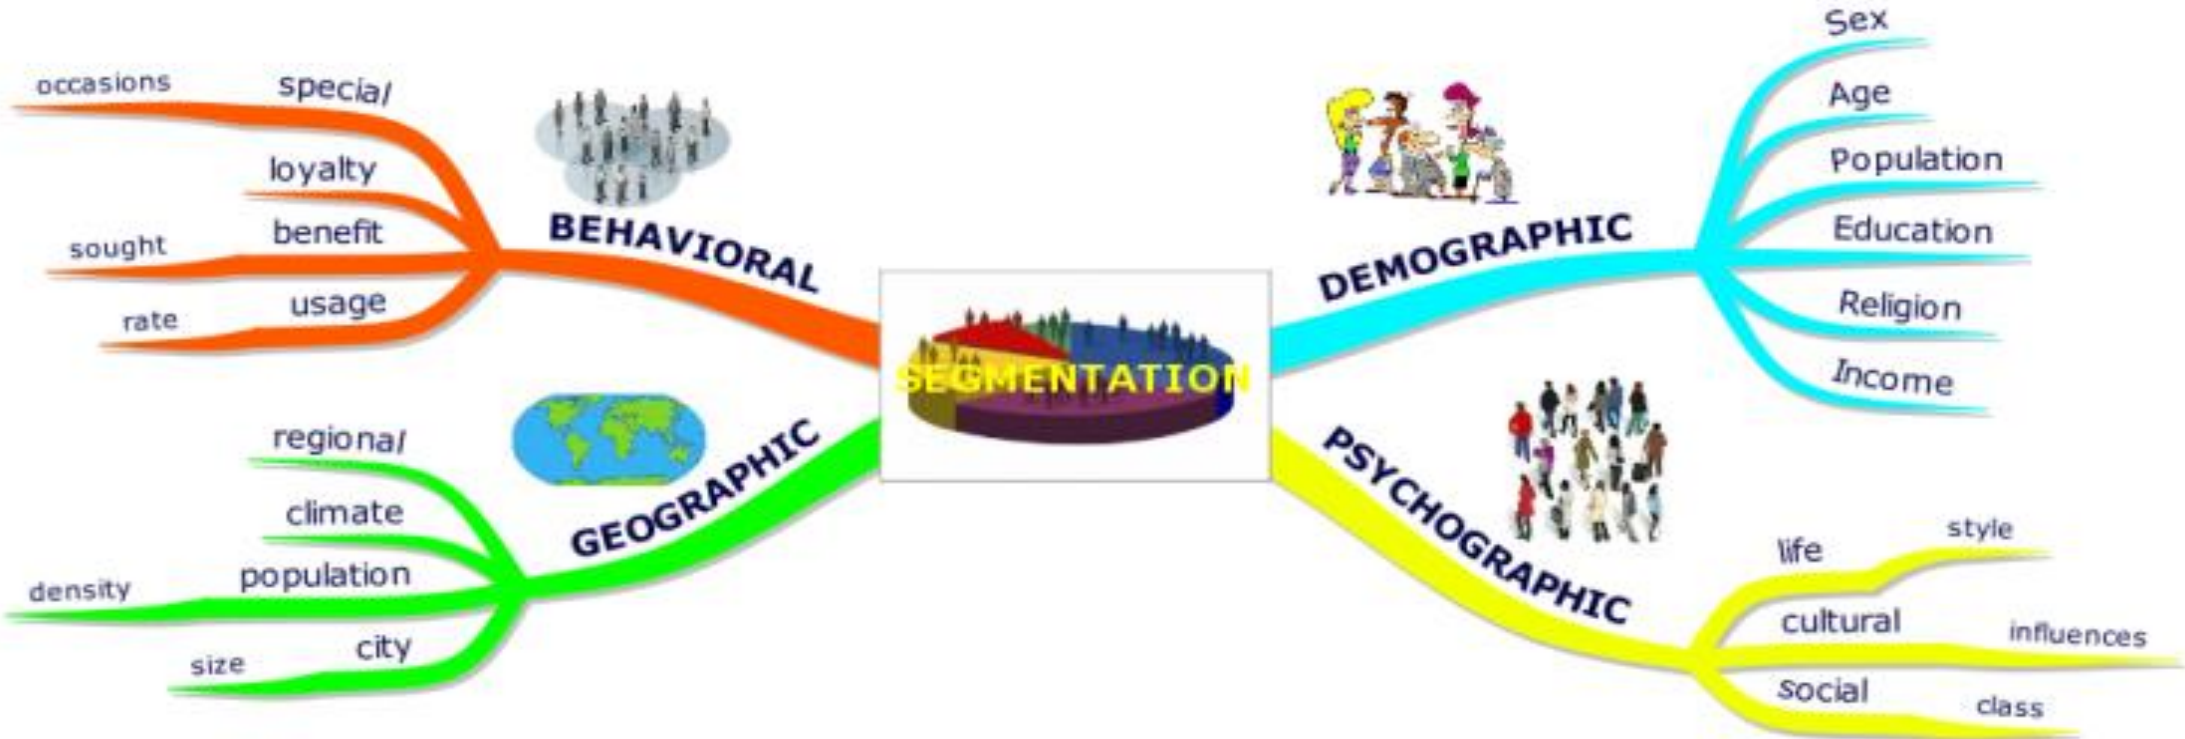 SEGMENTATION
BEHAVIORAL
special
occasions
loyalty
benefit
sought
usage
rate
GEOGRAPHIC
regional
climate
population
density
city
size
DEMOGRAPHIC
Sex
Age
Population
Education
Religion
Income
PSYCHOGRAPHIC
life
style
cultural
influences
social
class